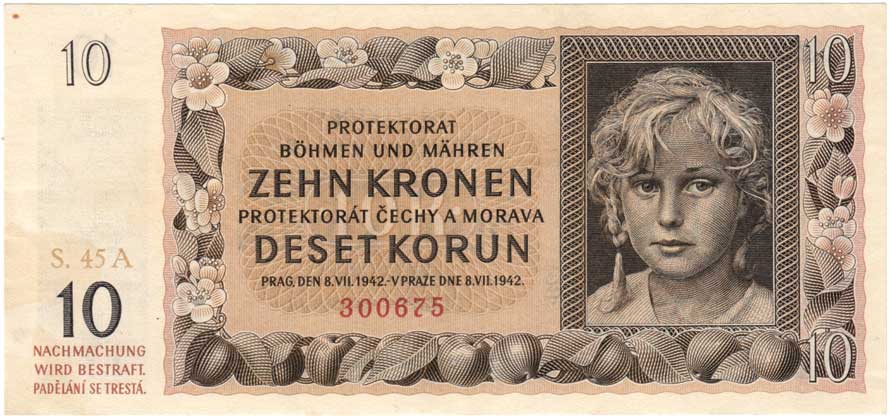 10
10
PROTEKTORAT
BÖHMEN UND MÄHREN
ZEHN KRONEN
PROTEKTORÁT ČECHY A MORAVA
DESET KORUN
PRAG, DEN 8.VII.1942.-V PRAZE DNE 8.VII.1942.
300675
S. 45 A
10
NACHMACHUNG
WIRD BESTRAFT.
PADĚLÁNÍ SE TRESTÁ.
10